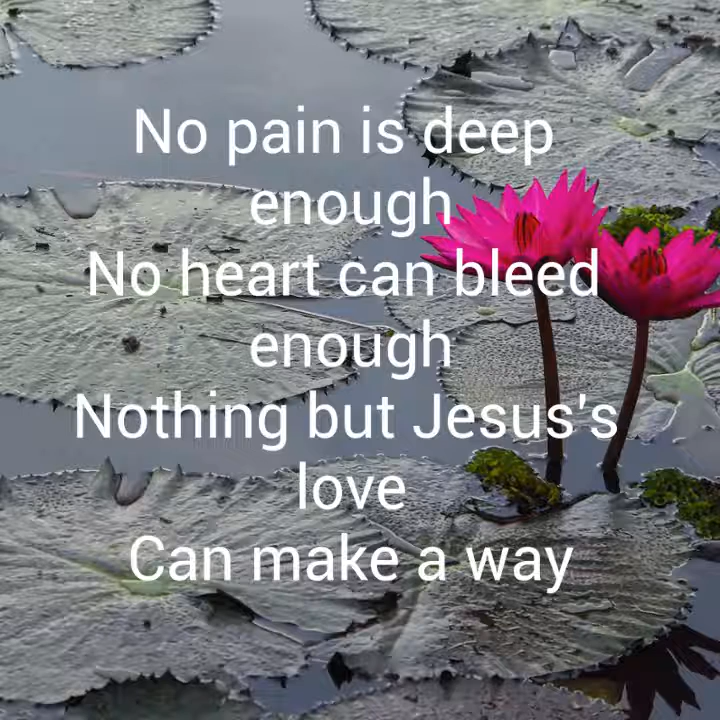 No pain is deep
enough
No heart can bleed
enough
Nothing but Jesus's
love
Can make a way